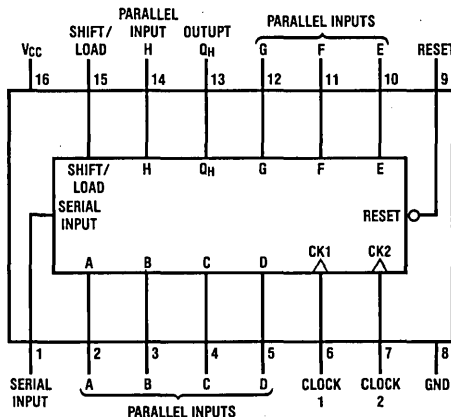 PARALLEL
SHIFT/ INPUT OUTUPT PARALLEL INPUTS
VCC LOAD H QH G F E RESET
16 15 14 13 12 11 10 9
SHIFT/ H QH G F E
LOAD
SERIAL
INPUT
RESET
CK1 CK2
A B C D
1 2 3 4 5 6 7 8
SERIAL A B C D CLOCK CLOCK GND
INPUT 1 2
PARALLEL INPUTS